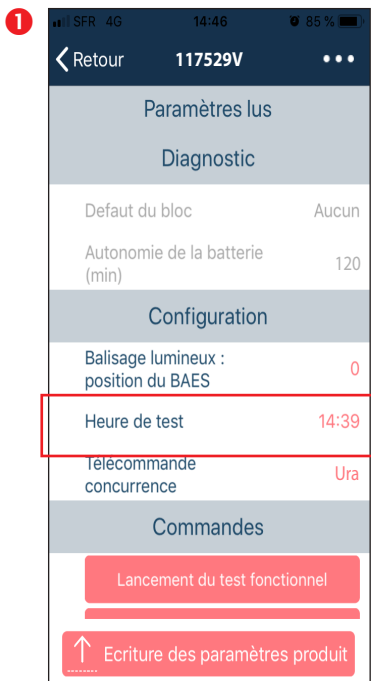 1
SFR 4G 14:46 85 %
Retour 117529V •••
Paramètres lus
Diagnostic
Defaut du bloc Aucun
Autonomie de la batterie
(min) 120
Configuration
Balisage lumineux :
position du BAES 0
Heure de test 14:39
Télécommande
concurrence Ura
Commandes
Lancement du test fonctionnel
Ecriture des paramètres produit